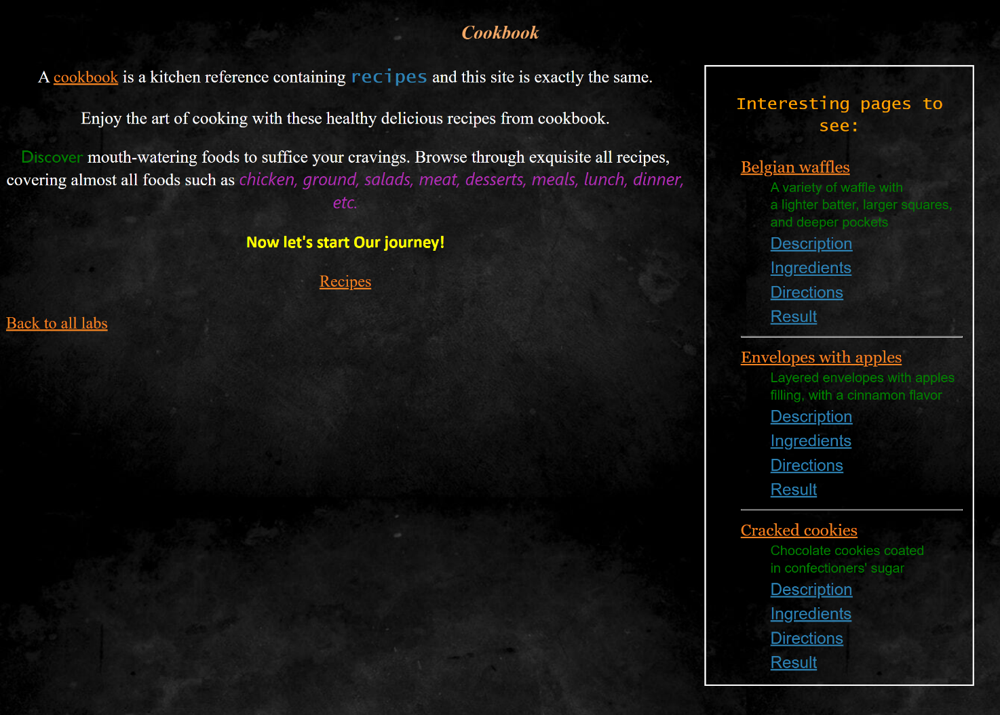 Cookbook
A cookbook is a kitchen reference containing recipes and this site is exactly the same.
Enjoy the art of cooking with these healthy delicious recipes from cookbook.
Discover mouth-watering foods to suffice your cravings. Browse through exquisite all recipes,
covering almost all foods such as chicken, ground, salads, meat, desserts, meals, lunch, dinner,
etc.
Now let's start Our journey!
Recipes
Back to all labs
Interesting pages to
see:
Belgian waffles
A variety of waffle with
a lighter batter, larger squares,
and deeper pockets
Description
Ingredients
Directions
Result
Envelopes with apples
Layered envelopes with apples
filling, with a cinnamon flavor
Description
Ingredients
Directions
Result
Cracked cookies
Chocolate cookies coated
in confectioners' sugar
Description
Ingredients
Directions
Result